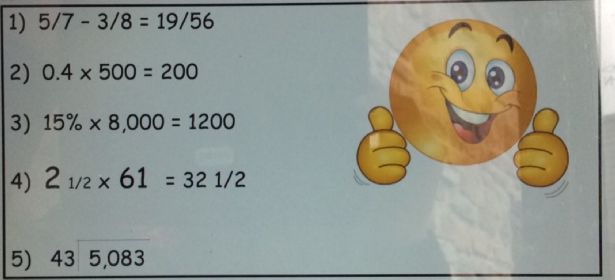 1) 5/7 - 3/8 = 19/56
2) 0.4 x 500 = 200
3) 15% x 8,000 = 1200
4) 2 1/2 x 61 = 32 1/2
5) 43 5,083